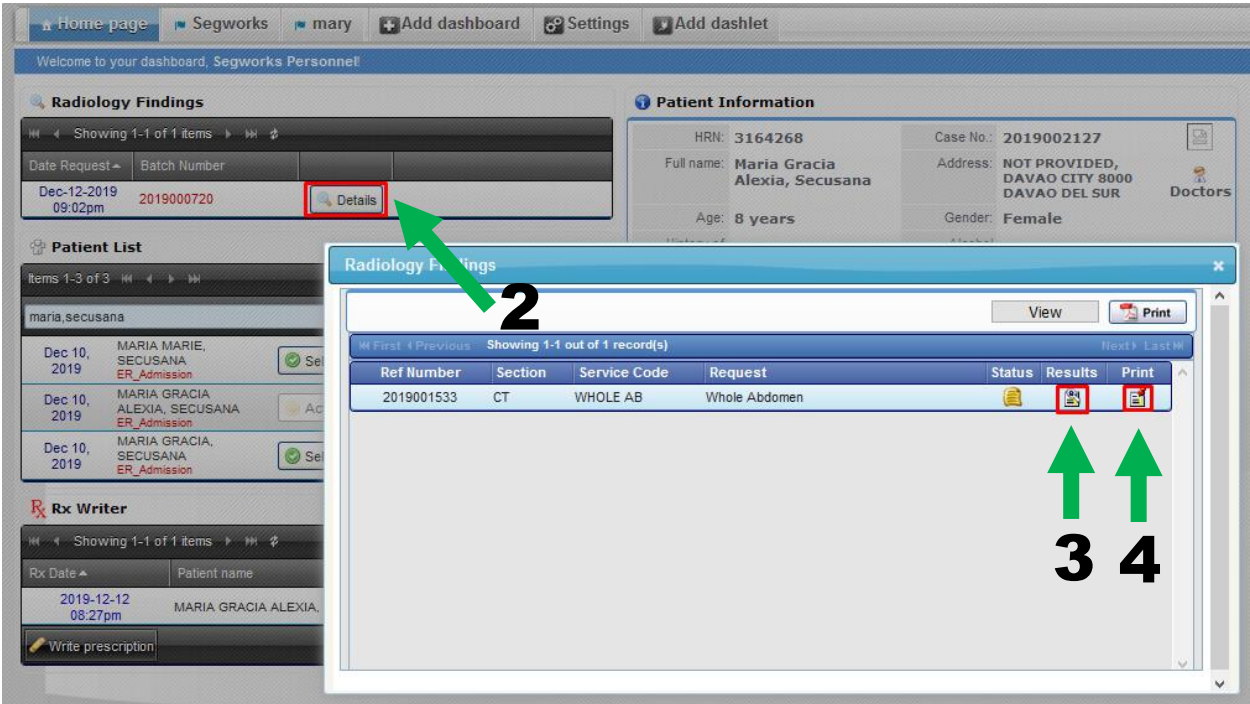 Home page Segworks mary Add dashboard Settings Add dashlet
Welcome to your dashboard, Segworks Personnel!
Radiology Findings
Showing 1-1 of 1 items
Date Request Batch Number
Dec-12-2019
09:02pm
2019000720
Details
2
Patient Information
HRN: 3164268 Case No.: 2019002127
Full name: Maria Gracia
Alexia, Secusana
Address: NOT PROVIDED,
DAVAO CITY 8000
DAVAO DEL SUR
Doctors
Age: 8 years Gender: Female
Patient List
Items 1-3 of 3
maria,secusana
Dec 10,
2019
MARIA MARIE,
SECUSANA
ER_Admission
Sel
Dec 10,
2019
MARIA GRACIA
ALEXIA, SECUSANA
ER_Admission
Ac
Dec 10,
2019
MARIA GRACIA,
SECUSANA
ER_Admission
Sel
Rx Writer
Showing 1-1 of 1 items
Rx Date Patient name
2019-12-12
08:27pm
MARIA GRACIA ALEXIA,
Write prescription
Radiology Findings x
View Print
First Previous Showing 1-1 out of 1 record(s) Next Last
Ref Number Section Service Code Request Status Results Print
2019001533 CT WHOLE AB Whole Abdomen
3 4